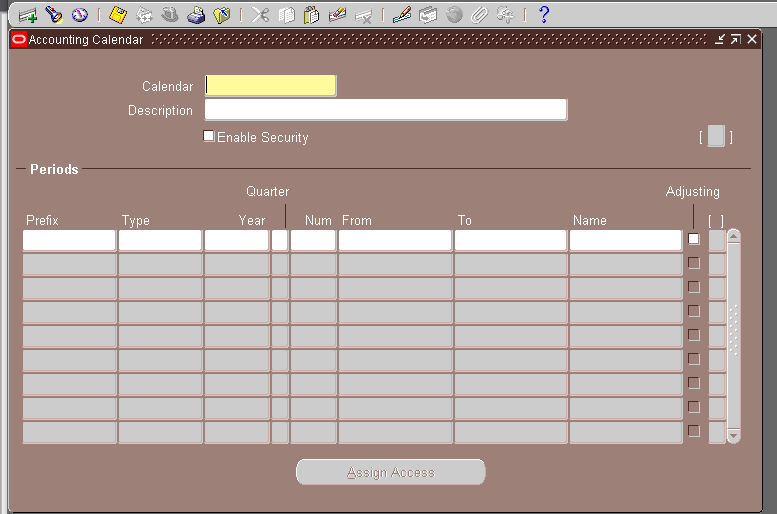 ?
Accounting Calendar
Calendar
Description
Enable Security
[ ]
Periods
Quarter
Adjusting
Prefix Type Year Num From To Name [ ]
Assign Access